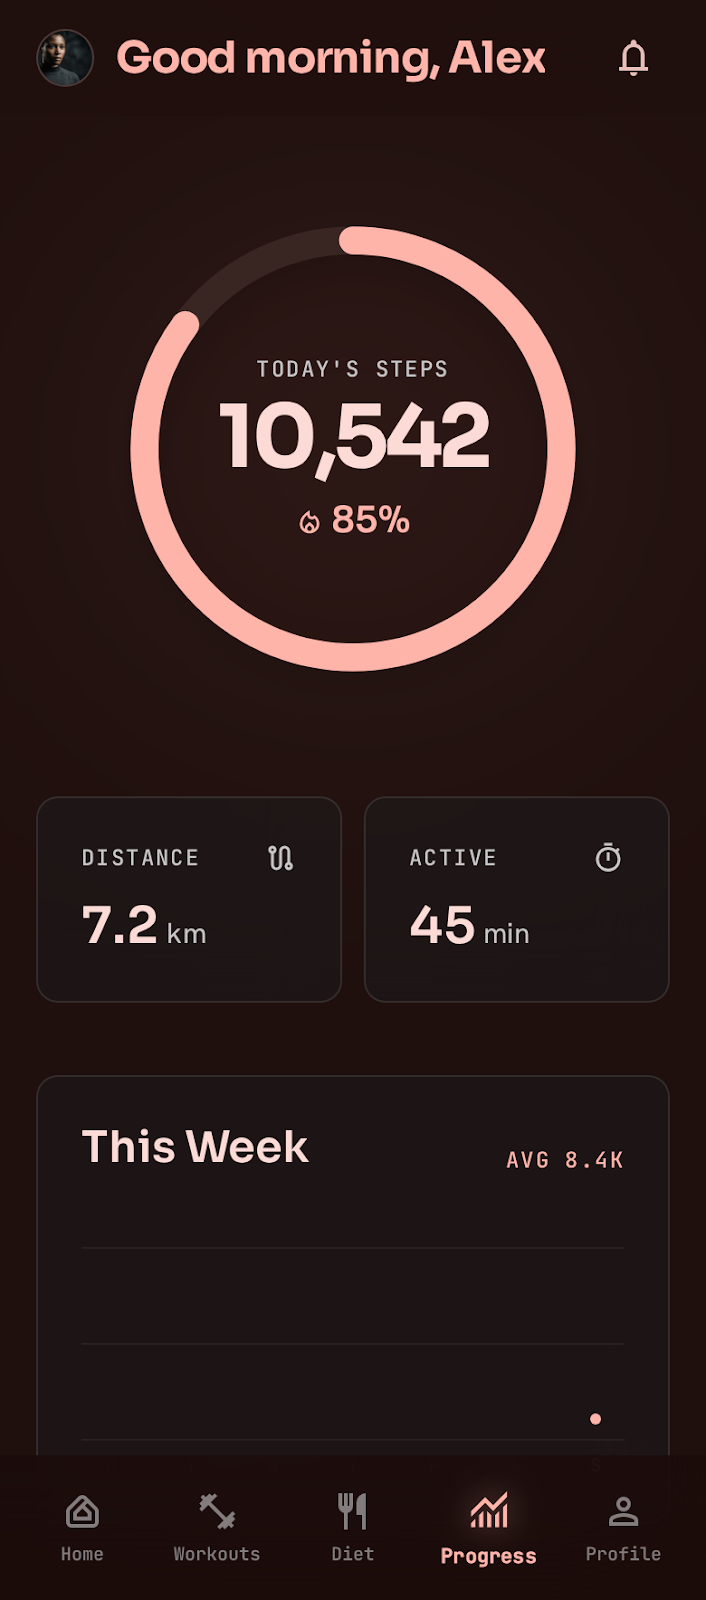 Good morning, Alex
TODAY'S STEPS
10,542
85%
DISTANCE
7.2 km
ACTIVE
45 min
This Week
AVG 8.4K
S
Home
Workouts
Diet
Progress
Profile